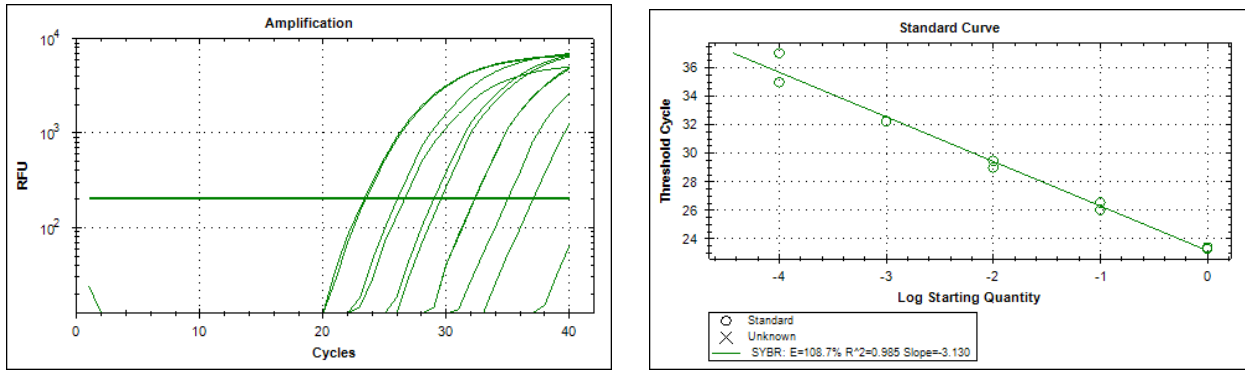 Amplification
10^4
10^3
10^2
RFU
0
10
20
30
40
Cycles
Standard Curve
36
34
32
30
28
26
24
Threshold Cycle
-4
-3
-2
-1
0
Log Starting Quantity
Standard
Unknown
SYBR: E=108.7% R^2=0.985 Slope=-3.130